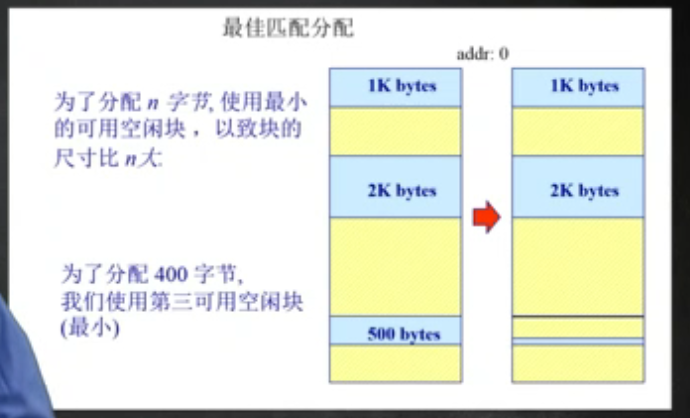 最佳匹配分配
addr: 0
为了分配 n 字节, 使用最小
的可用空闲块 ，以致块的
尺寸比 n大:
1K bytes
1K bytes
2K bytes
2K bytes
为了分配 400 字节,
我们使用第三可用空闲块
(最小)
500 bytes